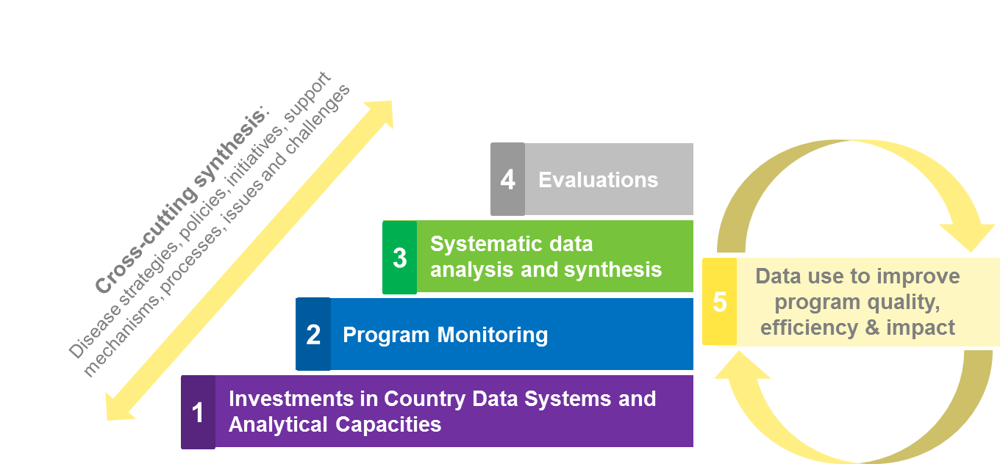 Cross-cutting synthesis:
Disease strategies, policies, initiatives, support
mechanisms, processes, issues and challenges
4
Evaluations
3
Systematic data
analysis and synthesis
2
Program Monitoring
1
Investments in Country Data Systems and
Analytical Capacities
5
Data use to improve
program quality,
efficiency & impact